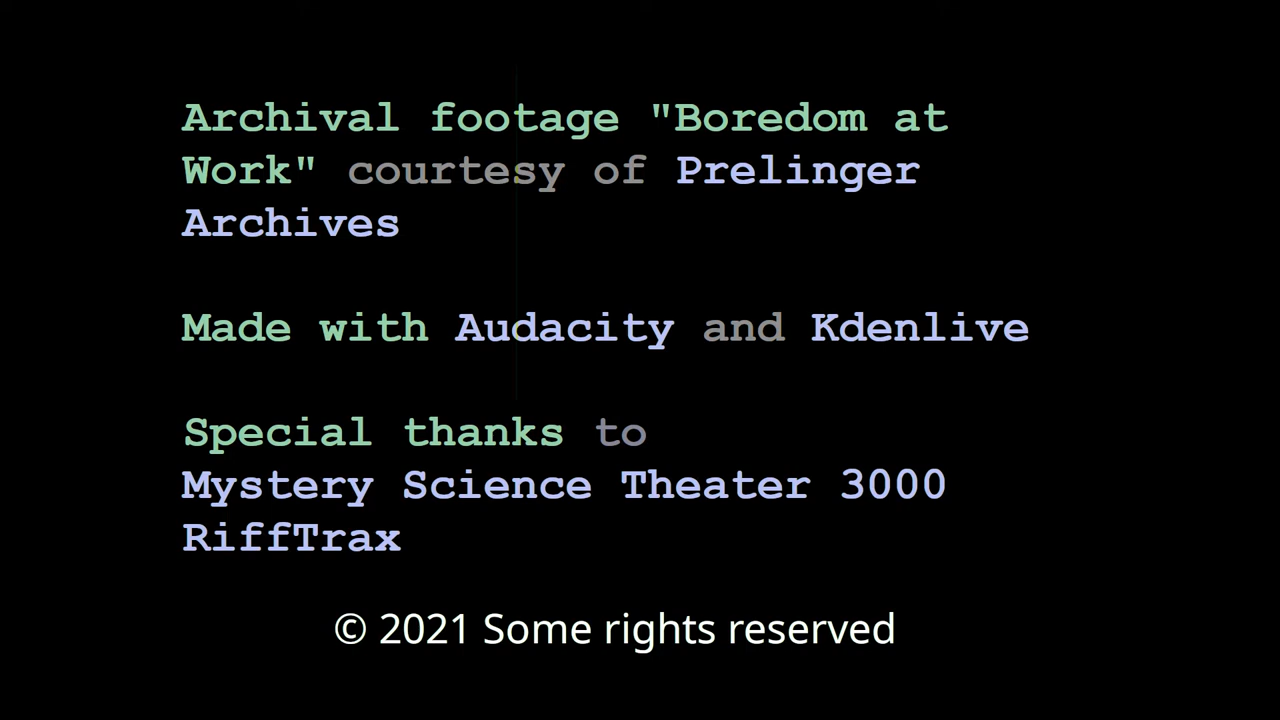 Archival footage "Boredom at
Work" courtesy of Prelinger
Archives
Made with Audacity and Kdenlive
Special thanks to
Mystery Science Theater 3000
RiffTrax
© 2021 Some rights reserved